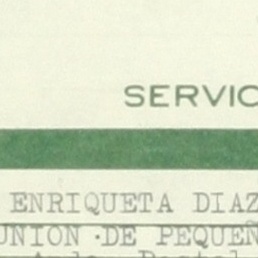 SERVIC
ENRIQUETA DIAZ
UNION DE PEQUEÑ